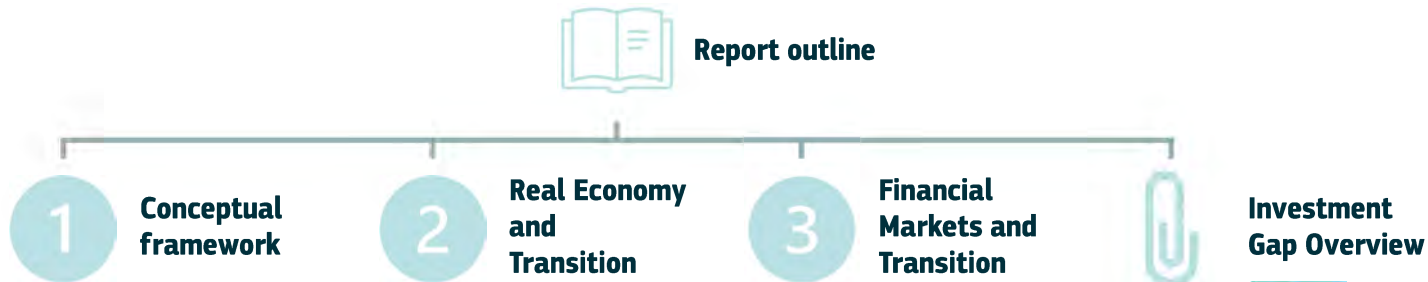 Report outline
1
Conceptual
framework
2
Real Economy
and
Transition
3
Financial
Markets and
Transition
Investment
Gap Overview